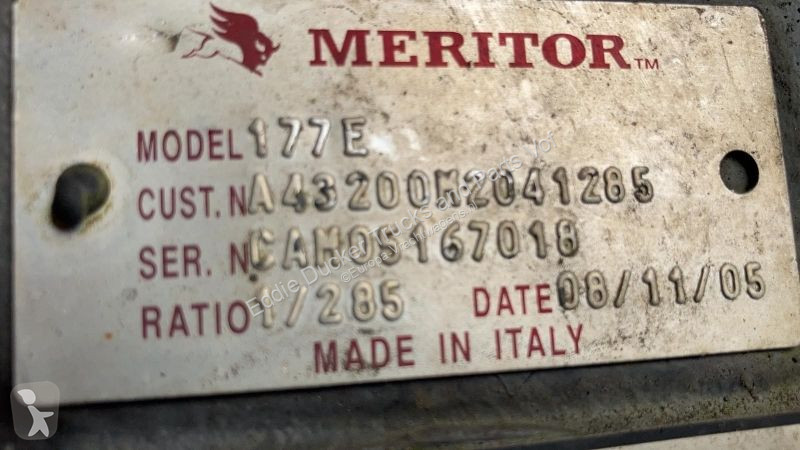 MERITOR™
MODEL 177E
CUST. N A43200M2041285
SER. N CAM05167018
RATIO 1/285 DATE 08/11/05
MADE IN ITALY